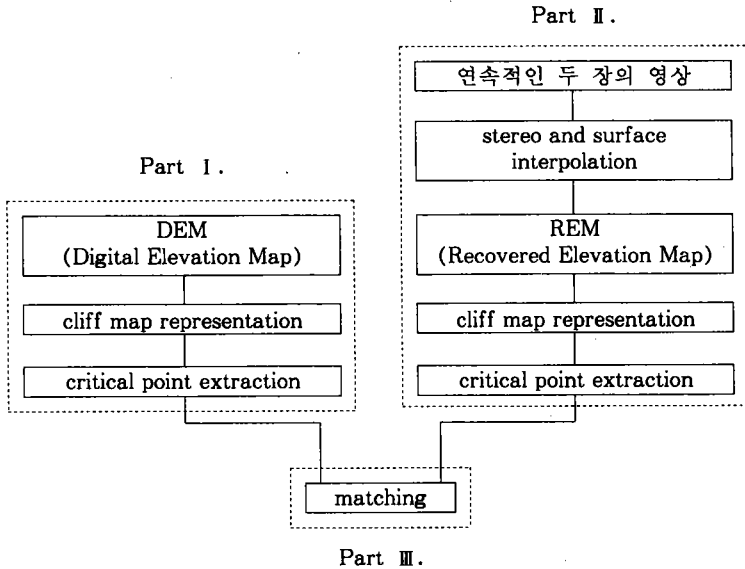 Part Ⅰ.
DEM
(Digital Elevation Map)
cliff map representation
critical point extraction
Part Ⅱ.
연속적인 두 장의 영상
stereo and surface
interpolation
REM
(Recovered Elevation Map)
cliff map representation
critical point extraction
matching
Part Ⅲ.